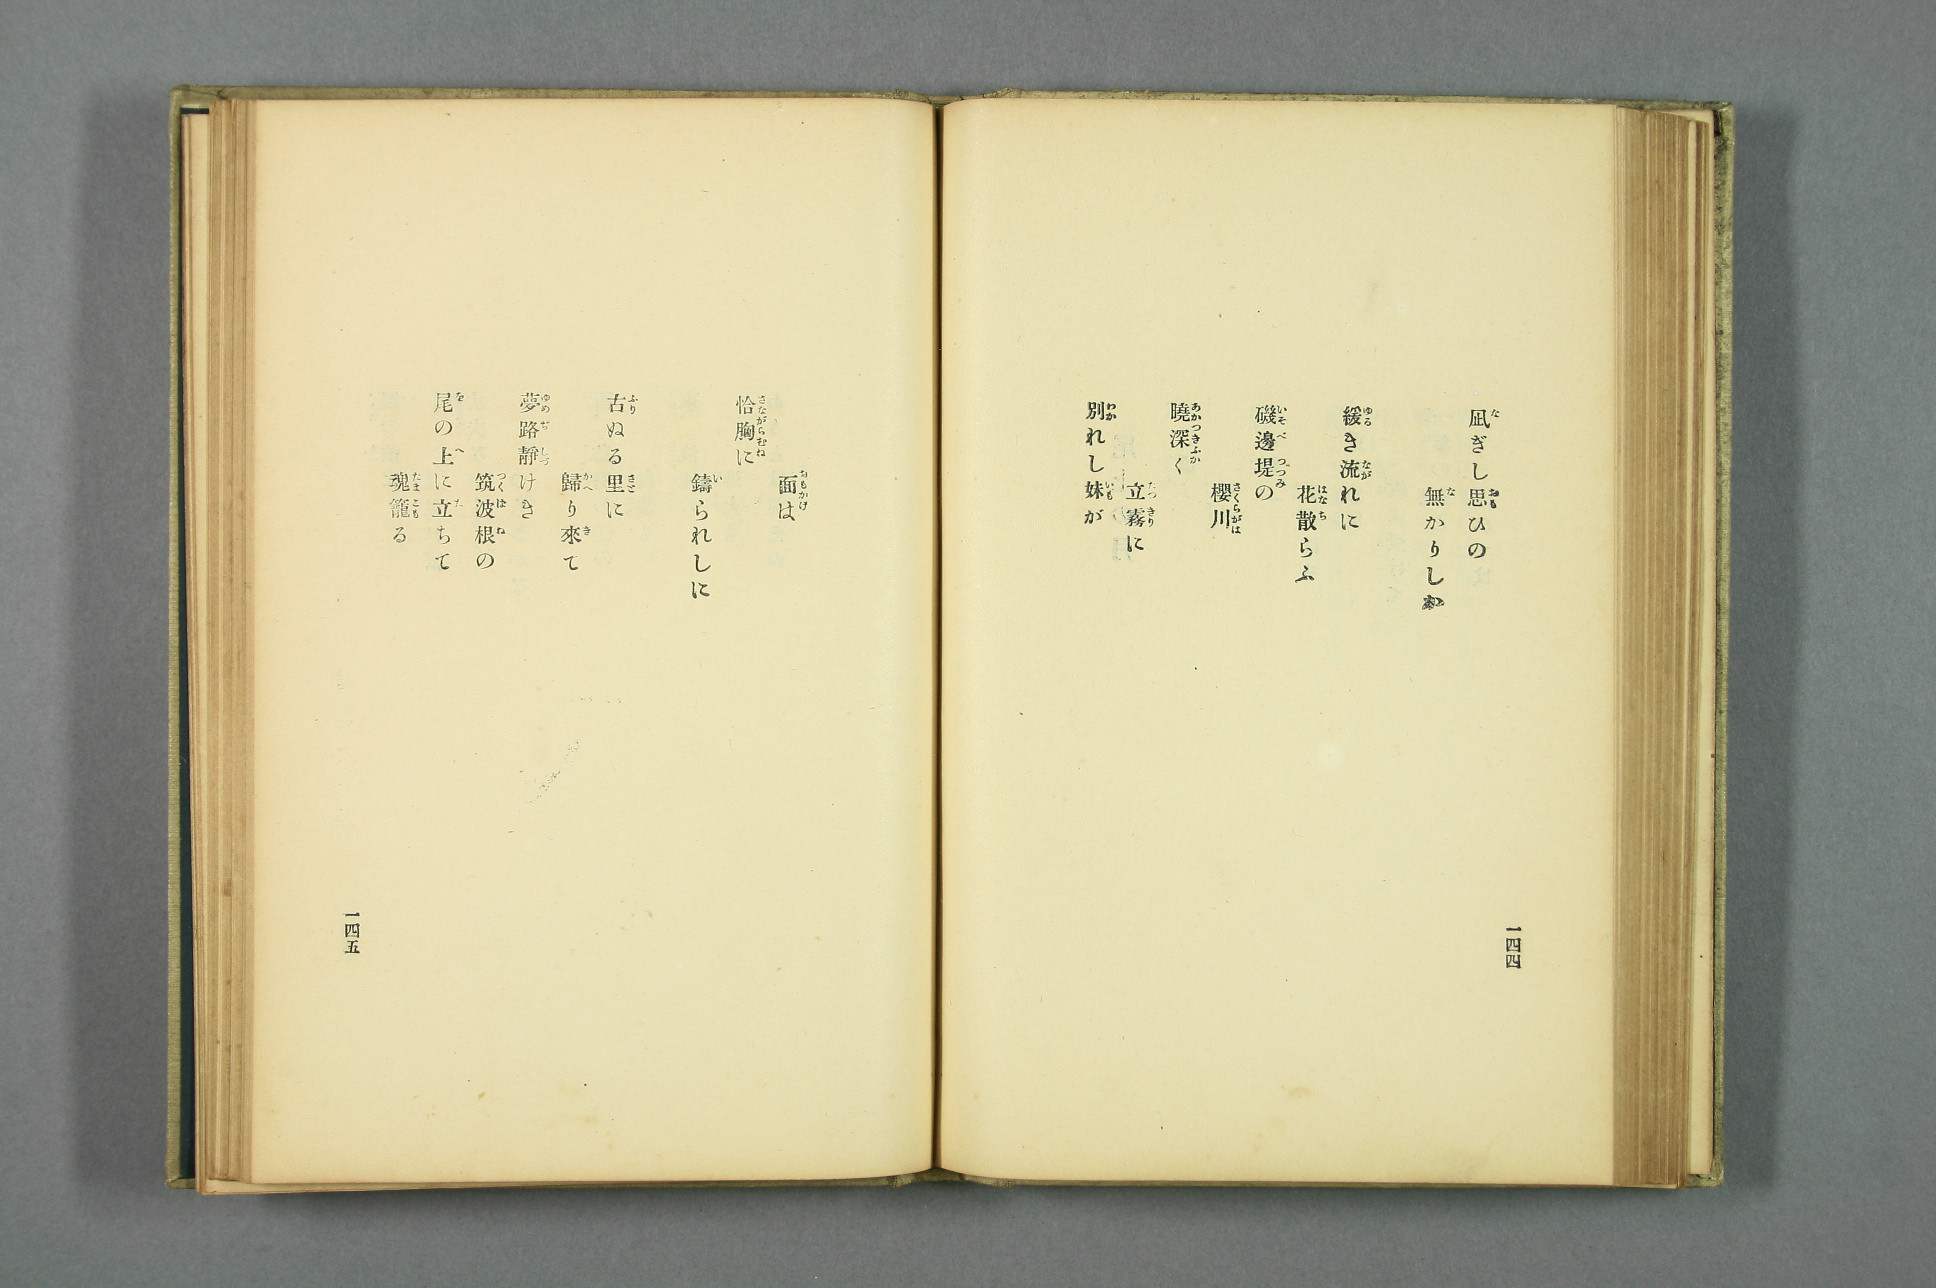 凪ぎし思ひの
無かりしか
緩き流れに
花散らふ
磯邊堤の
櫻川
曉深く
立霧に
別れし妹が
一四四
面は
恰胸に
鑄られしに
古りぬる里に
歸り來て
夢路靜けき
筑波根の
尾の上に立ちて
魂籠る
一四五